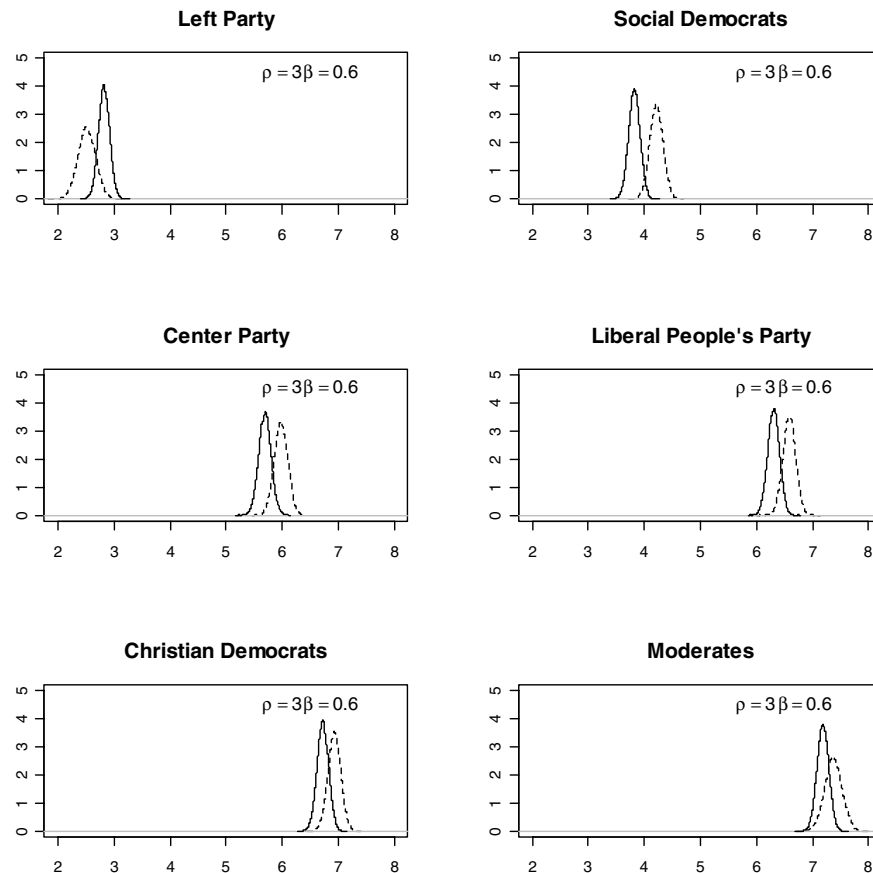 Left Party
Social Democrats
ρ = 3β = 0.6
ρ = 3β = 0.6
5
4
3
2
1
0
5
4
3
2
1
0
2 3 4 5 6 7 8
2 3 4 5 6 7 8
Center Party
Liberal People's Party
ρ = 3β = 0.6
ρ = 3β = 0.6
5
4
3
2
1
0
5
4
3
2
1
0
2 3 4 5 6 7 8
2 3 4 5 6 7 8
Christian Democrats
Moderates
ρ = 3β = 0.6
ρ = 3β = 0.6
5
4
3
2
1
0
5
4
3
2
1
0
2 3 4 5 6 7 8
2 3 4 5 6 7 8